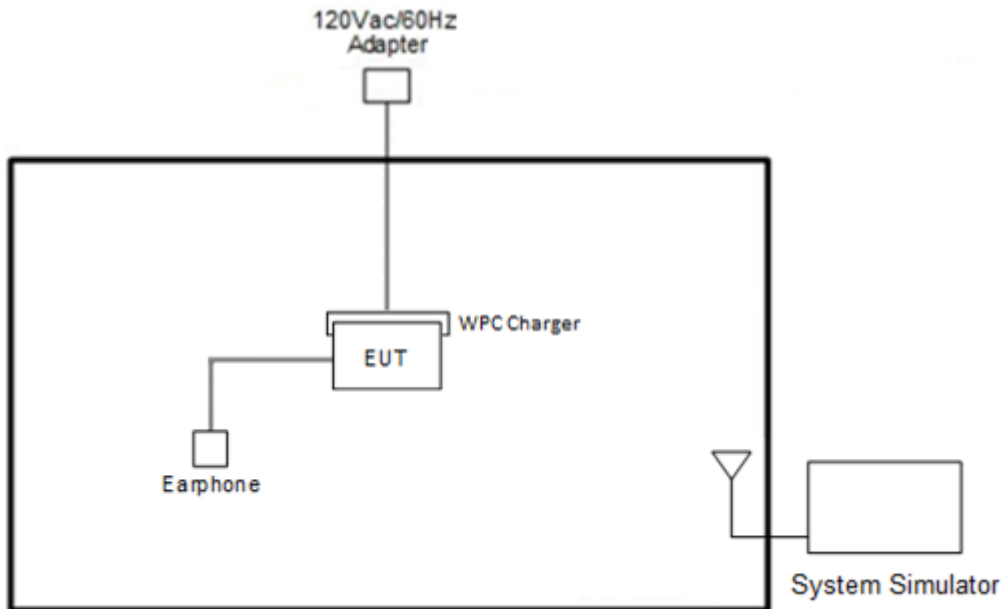 120Vac/60Hz
Adapter
WPC Charger
EUT
Earphone
System Simulator